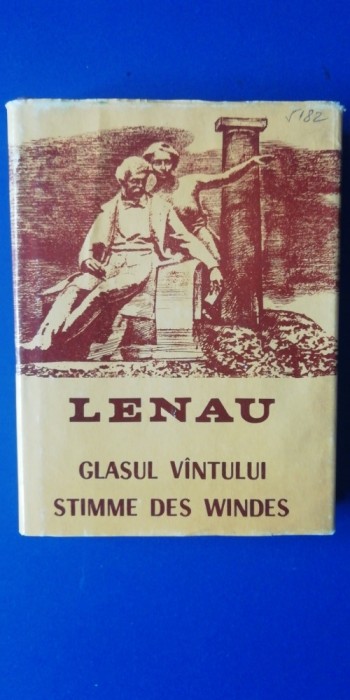 √182
LENAU
GLASUL VÎNTULUI
STIMME DES WINDES